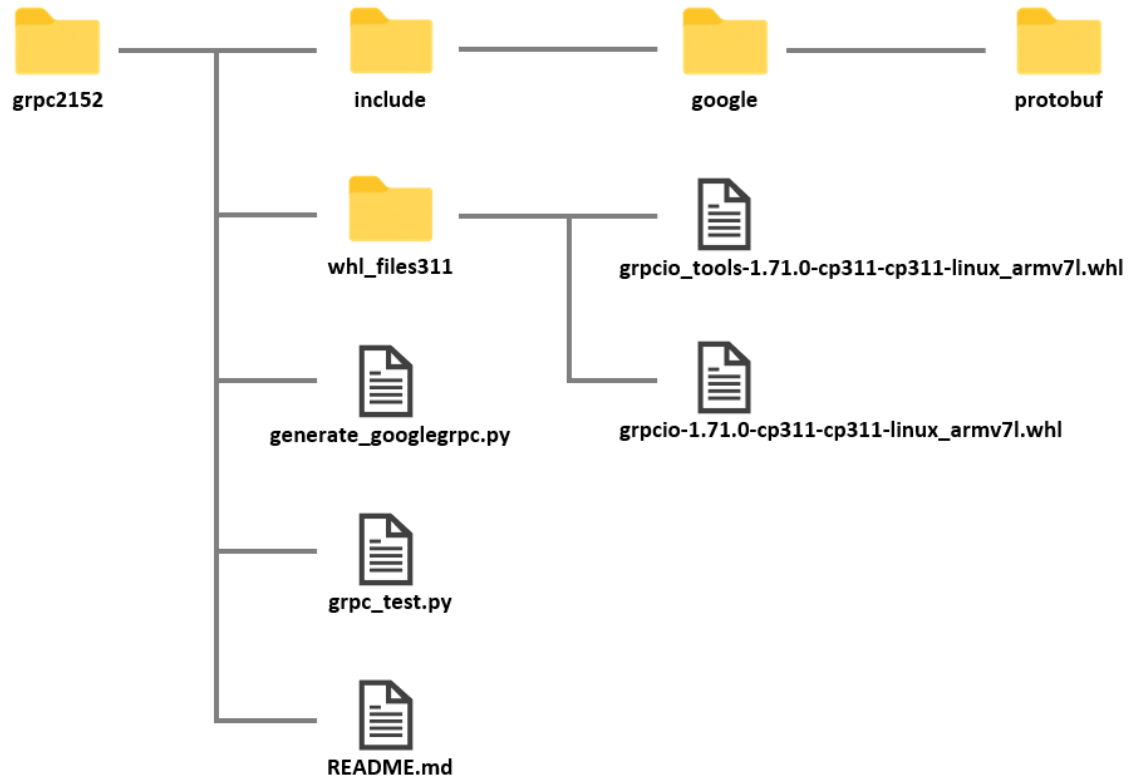 grpc2152
include
google
protobuf
whl_files311
grpcio_tools-1.71.0-cp311-cp311-linux_armv7l.whl
generate_googlegrpc.py
grpcio-1.71.0-cp311-cp311-linux_armv7l.whl
grpc_test.py
README.md